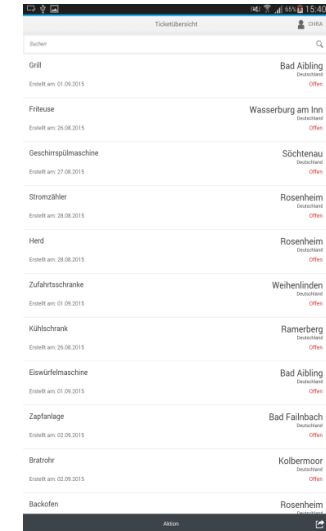 65% 15:40
Ticketübersicht CHRA
Suchen
Grill Bad Aibling
Deutschland
Erstellt am: 01.09.2015 Offen
Friteuse Wasserburg am Inn
Deutschland
Erstellt am: 26.08.2015 Offen
Geschirrspülmaschine Söchtenau
Deutschland
Erstellt am: 27.08.2015 Offen
Stromzähler Rosenheim
Deutschland
Erstellt am: 28.08.2015 Offen
Herd Rosenheim
Deutschland
Erstellt am: 28.08.2015 Offen
Zufahrtsschranke Weihenlinden
Deutschland
Erstellt am: 01.09.2015 Offen
Kühlschrank Ramerberg
Deutschland
Erstellt am: 26.08.2015 Offen
Eiswürfelmaschine Bad Aibling
Deutschland
Erstellt am: 01.09.2015 Offen
Zapfanlage Bad Failnbach
Deutschland
Erstellt am: 02.09.2015 Offen
Bratrohr Kolbermoor
Deutschland
Erstellt am: 02.09.2015 Offen
Backofen Rosenheim
Deutschland
Aktion